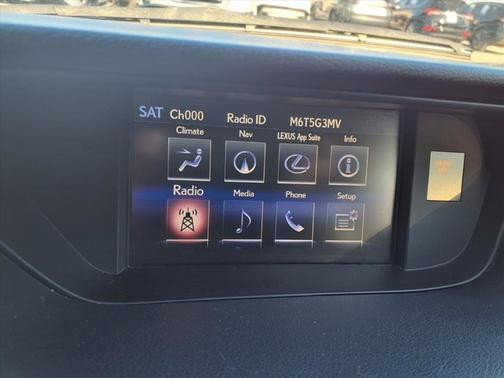 SAT Ch000 Radio ID M6T5G3MV
Climate Nav LEXUS App Suite Info
Radio Media Phone Setup